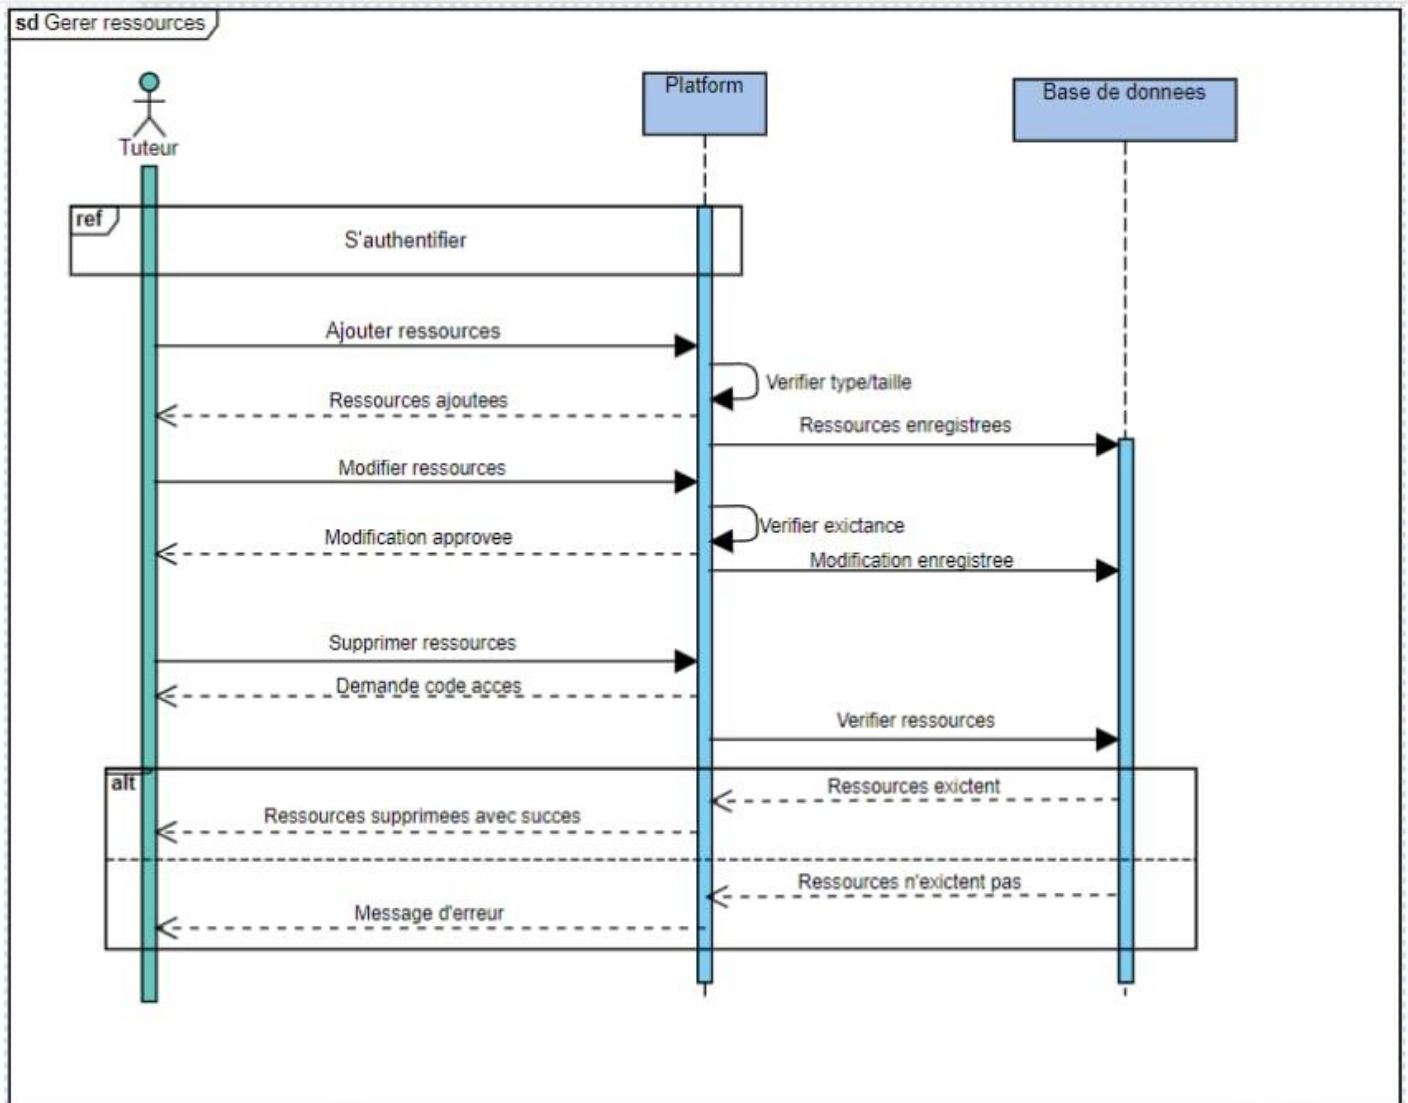 sd Gerer ressources
Platform
Base de donnees
Tuteur
ref
S'authentifier
Ajouter ressources
Verifier type/taille
Ressources ajoutees
Ressources enregistrees
Modifier ressources
Verifier exictance
Modification approvee
Modification enregistree
Supprimer ressources
Demande code acces
Verifier ressources
alt
Ressources exictent
Ressources supprimees avec succes
Ressources n'exictent pas
Message d'erreur